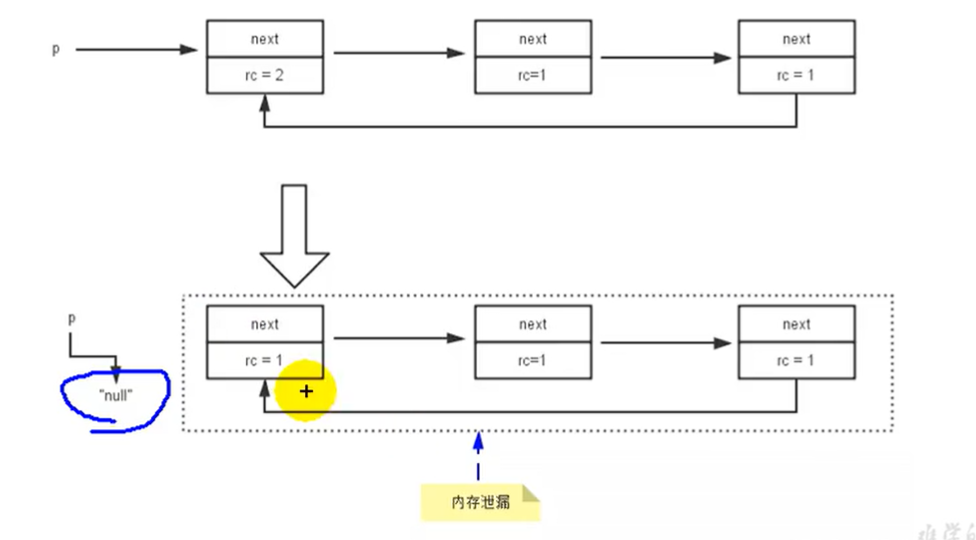 p
next
next
next
rc = 2
rc=1
rc = 1
p
next
next
next
rc = 1
rc=1
rc = 1
"null"
内存泄漏